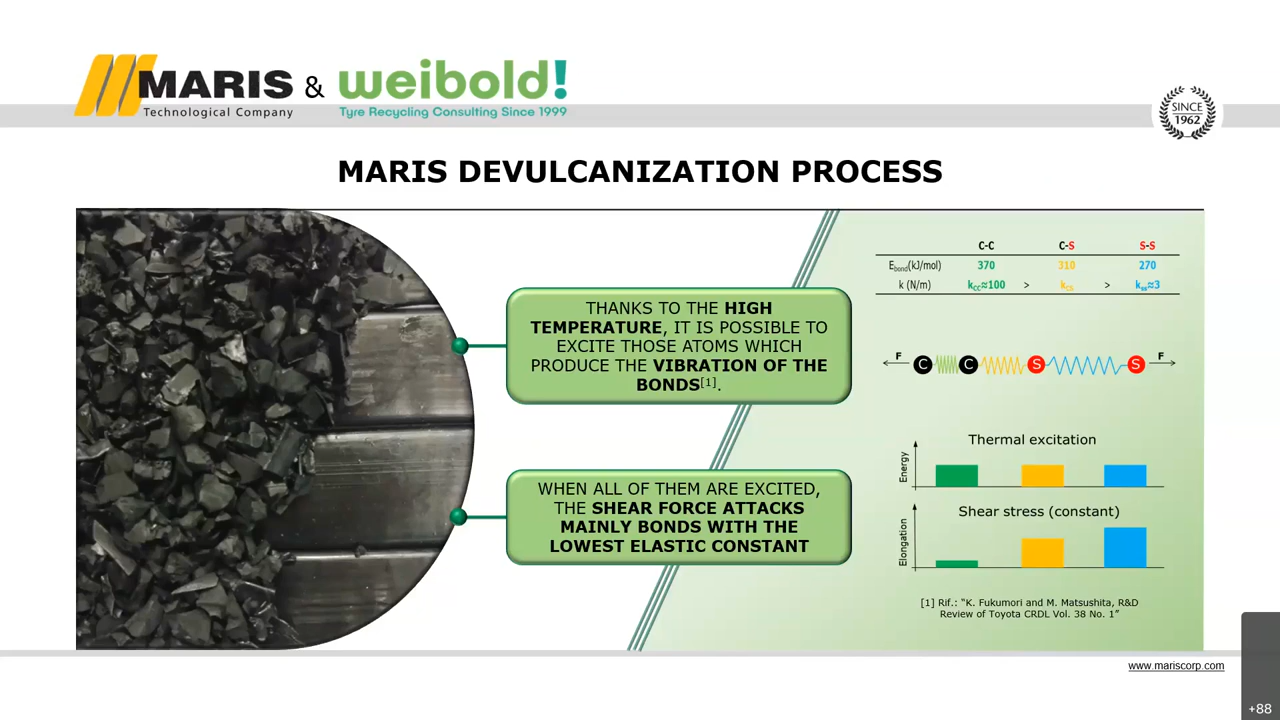 MARIS & weibold!
Technological Company
Tyre Recycling Consulting Since 1999
SINCE
1962
MARIS DEVULCANIZATION PROCESS
THANKS TO THE HIGH
TEMPERATURE, IT IS POSSIBLE TO
EXCITE THOSE ATOMS WHICH
PRODUCE THE VIBRATION OF THE
BONDS[1].
WHEN ALL OF THEM ARE EXCITED,
THE SHEAR FORCE ATTACKS
MAINLY BONDS WITH THE
LOWEST ELASTIC CONSTANT
C-C C-S S-S
Ebond(kJ/mol) 370 310 270
k (N/m) kCC≈100 > kCS > kSS≈3
F C C S S F
Thermal excitation
Energy
Shear stress (constant)
Elongation
[1] Rif.: “K. Fukumori and M. Matsushita, R&D
Review of Toyota CRDL Vol. 38 No. 1”
www.mariscorp.com
+88